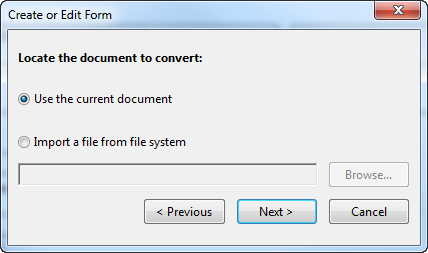 Create or Edit Form
Locate the document to convert:
Use the current document
Import a file from file system
Browse...
< Previous
Next >
Cancel